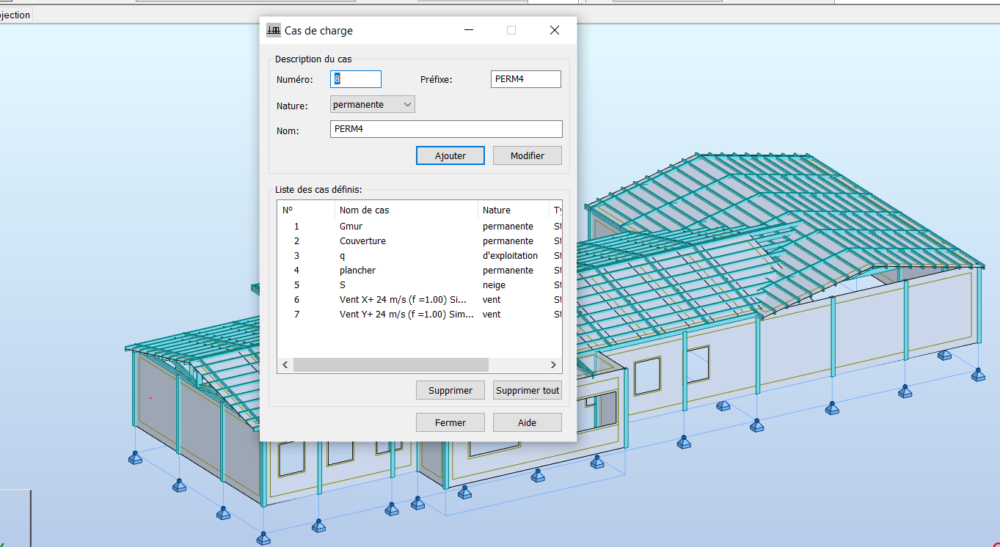 jection
Cas de charge
Description du cas
Numéro: 8 Préfixe: PERM4
Nature: permanente
Nom: PERM4
Ajouter Modifier
Liste des cas définis:
N° Nom de cas Nature Ty
1 Gmur permanente St
2 Couverture permanente St
3 q d'exploitation St
4 plancher permanente St
5 S neige St
6 Vent X+ 24 m/s (f =1.00) Si... vent St
7 Vent Y+ 24 m/s (f =1.00) Sim... vent St
Supprimer Supprimer tout
Fermer Aide